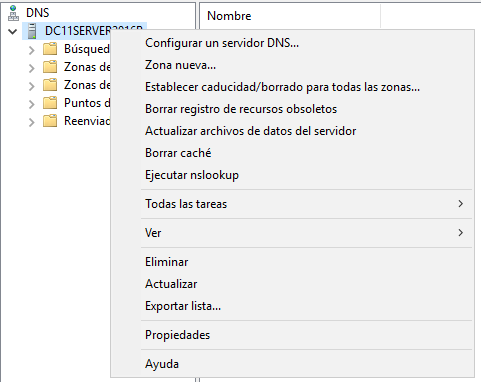 DNS
Nombre
DC11SERVER2016B
Búsqued
Zonas de
Zonas de
Puntos d
Reenviad
Configurar un servidor DNS...
Zona nueva...
Establecer caducidad/borrado para todas las zonas...
Borrar registro de recursos obsoletos
Actualizar archivos de datos del servidor
Borrar caché
Ejecutar nslookup
Todas las tareas
Ver
Eliminar
Actualizar
Exportar lista...
Propiedades
Ayuda